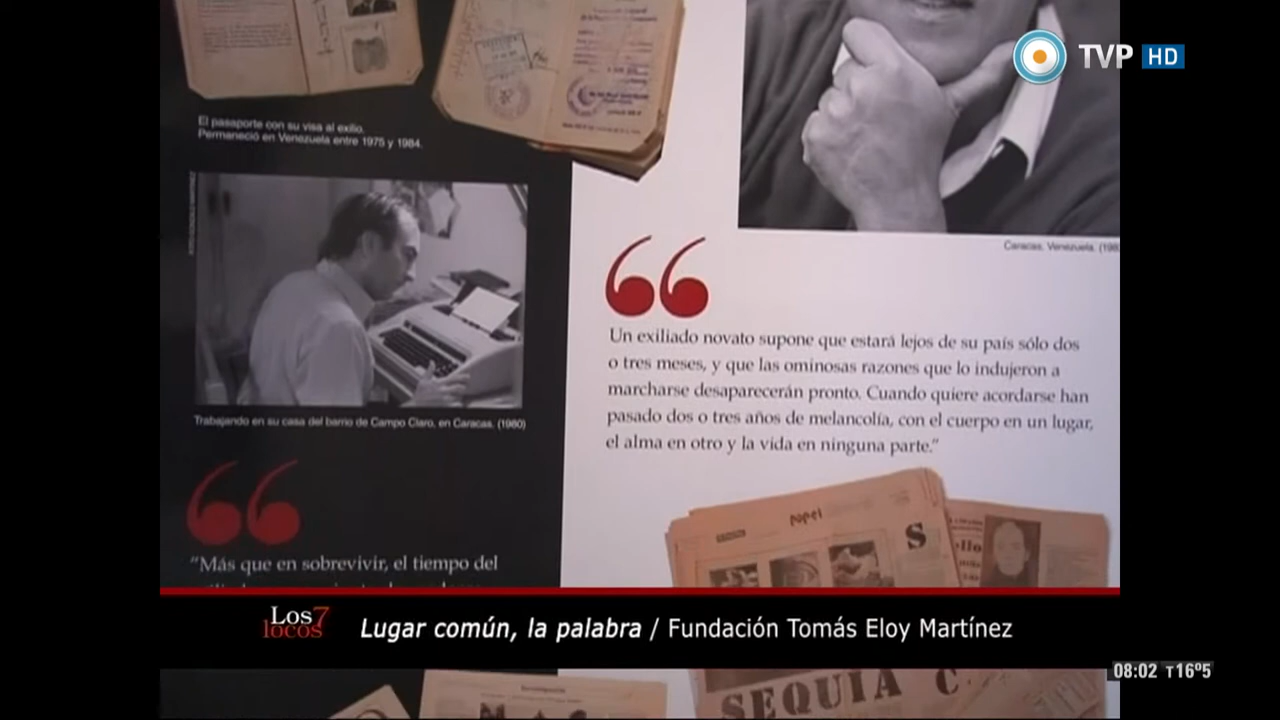 TVP HD
El pasaporte con su visa al exilio.
Permaneció en Venezuela entre 1975 y 1984.
Caracas, Venezuela. (198
Un exiliado novato supone que estará lejos de su país sólo dos
o tres meses, y que las ominosas razones que lo indujeron a
marcharse desaparecerán pronto. Cuando quiere acordarse han
pasado dos o tres años de melancolía, con el cuerpo en un lugar,
el alma en otro y la vida en ninguna parte.”
Trabajando en su casa del barrio de Campo Claro, en Caracas. (1980)
“Más que en sobrevivir, el tiempo del
S
Los 7 locos
Lugar común, la palabra / Fundación Tomás Eloy Martínez
08:02 T16º5
SEQUIA C